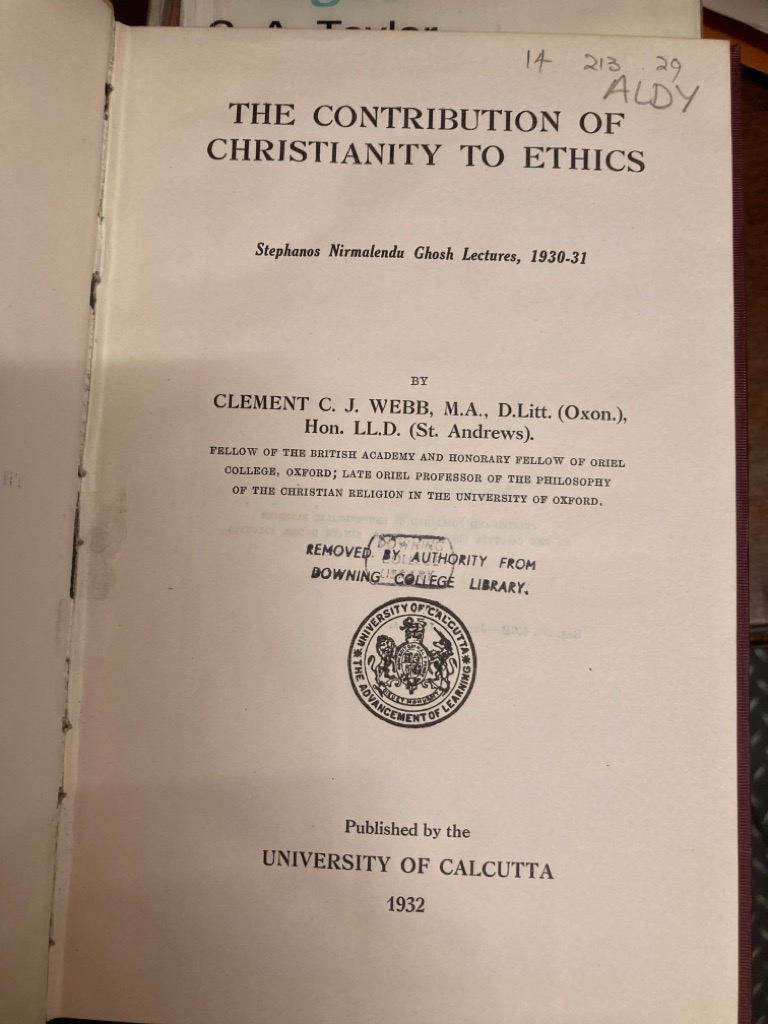 14 213 . 29
ALDY
THE CONTRIBUTION OF
CHRISTIANITY TO ETHICS
Stephanos Nirmalendu Ghosh Lectures, 1930-31
BY
CLEMENT C. J. WEBB, M.A., D.Litt. (Oxon.),
Hon. LL.D. (St. Andrews).
FELLOW OF THE BRITISH ACADEMY AND HONORARY FELLOW OF ORIEL
COLLEGE, OXFORD; LATE ORIEL PROFESSOR OF THE PHILOSOPHY
OF THE CHRISTIAN RELIGION IN THE UNIVERSITY OF OXFORD.
DOWNING
COLLEGE
LIBRARY
REMOVED BY AUTHORITY FROM
DOWNING COLLEGE LIBRARY.
UNIVERSITY OF CALCUTTA
THE ADVANCEMENT OF LEARNING
Published by the
UNIVERSITY OF CALCUTTA
1932